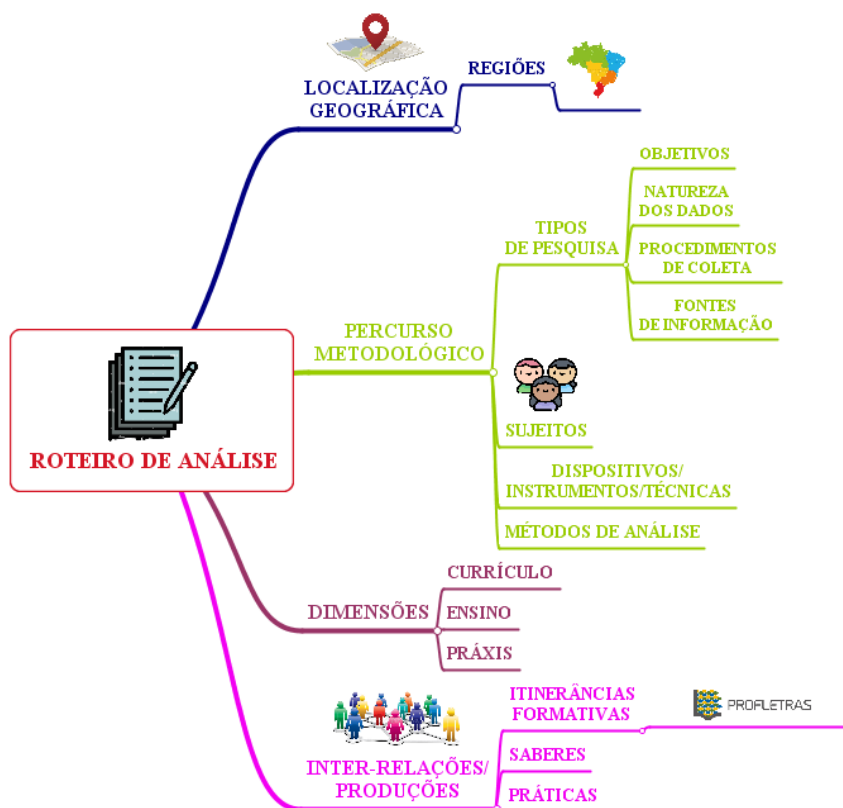 LOCALIZAÇÃO
GEOGRÁFICA
REGIÕES
OBJETIVOS
NATUREZA
DOS DADOS
TIPOS
DE PESQUISA
PROCEDIMENTOS
DE COLETA
FONTES
DE INFORMAÇÃO
PERCURSO
METODOLÓGICO
SUJEITOS
ROTEIRO DE ANÁLISE
DISPOSITIVOS/
INSTRUMENTOS/TÉCNICAS
MÉTODOS DE ANÁLISE
DIMENSÕES
CURRÍCULO
ENSINO
PRÁXIS
INTER-RELAÇÕES/
PRODUÇÕES
ITINERÂNCIAS
FORMATIVAS
PROFLETRAS
SABERES
PRÁTICAS